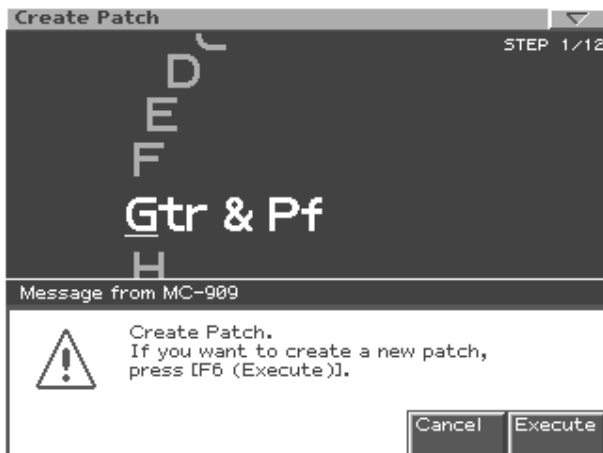 Create Patch
STEP 1/12
C
D
E
F
Gtr & Pf
H
Message from MC-909
Create Patch.
If you want to create a new patch,
press [F6 (Execute)].
Cancel Execute